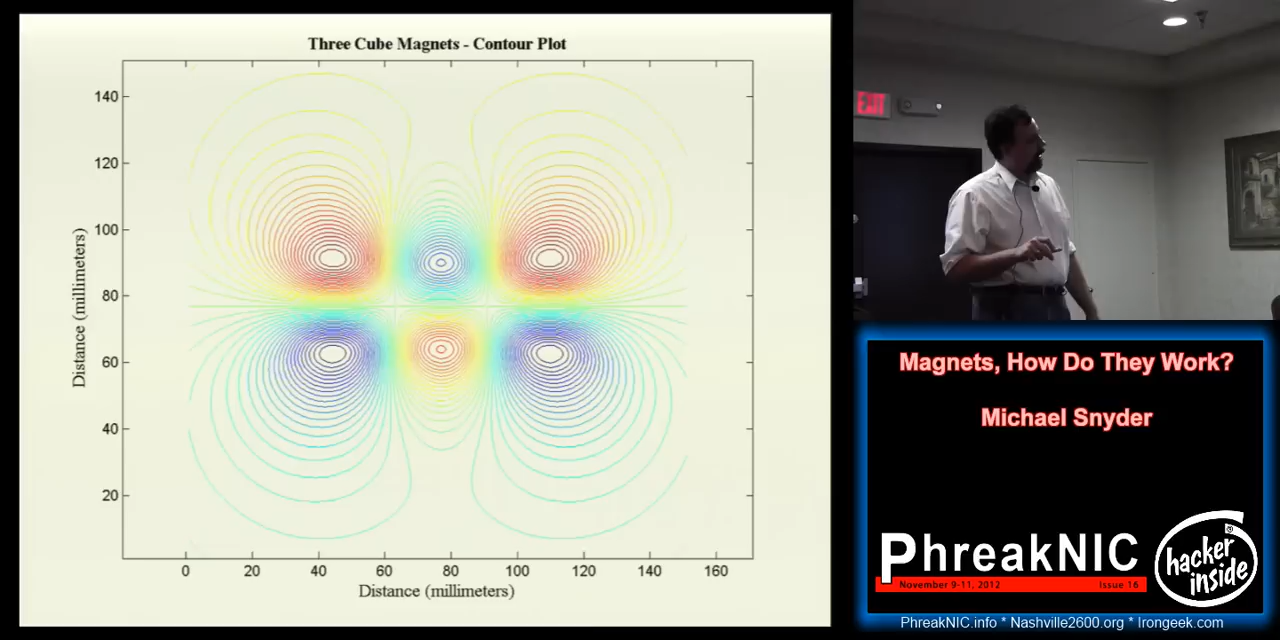 Three Cube Magnets - Contour Plot
140
120
100
80
60
40
20
Distance (millimeters)
0 20 40 60 80 100 120 140 160
Distance (millimeters)
EXIT
Magnets, How Do They Work?
Michael Snyder
PhreakNIC
November 9-11, 2012 Issue 16
hacker
inside
PhreakNIC.info * Nashville2600.org * Irongeek.com